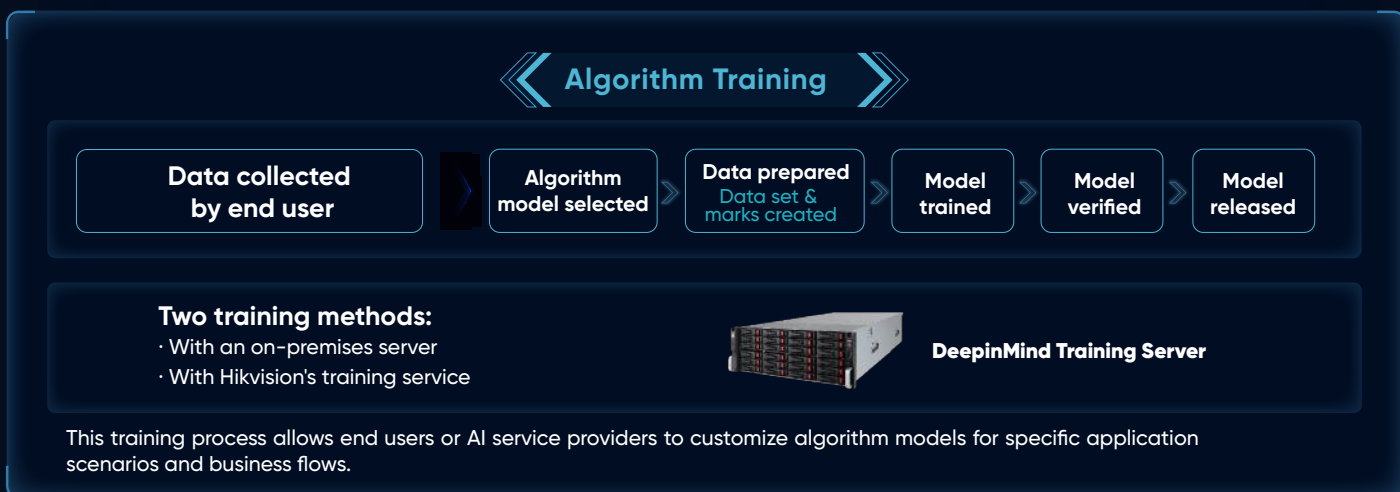 Algorithm Training
Data collected
by end user
Algorithm
model selected
Data prepared
Data set &
marks created
Model
trained
Model
verified
Model
released
Two training methods:
· With an on-premises server
· With Hikvision's training service
DeepinMind Training Server
This training process allows end users or AI service providers to customize algorithm models for specific application
scenarios and business flows.